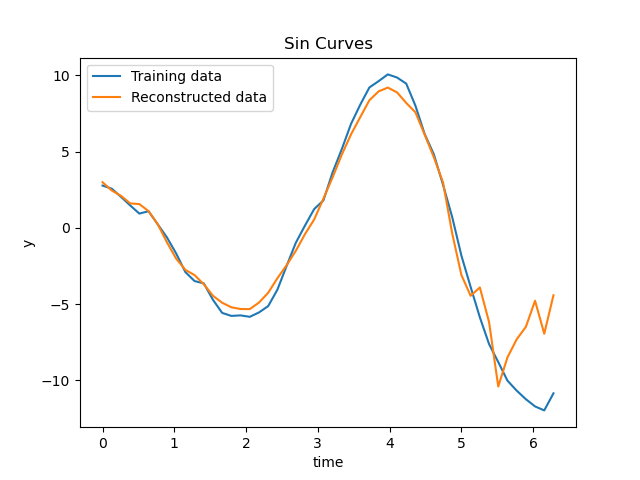 Sin Curves
Training data
Reconstructed data
y
10
5
0
−5
−10
0 1 2 3 4 5 6
time